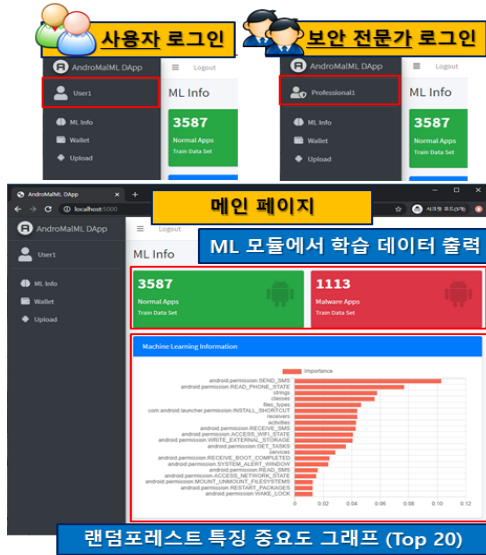 사용자 로그인
보안 전문가 로그인
AndroMalML DApp
Logout
User1
ML Info
ML Info
3587
Normal Apps
Train Data Set
Wallet
Upload
AndroMalML DApp
Logout
Professional1
ML Info
ML Info
3587
Normal Apps
Train Data Set
Wallet
Upload
AndroMalML DApp
localhost:5000
메인 페이지
AndroMalML DApp
Logout
ML 모듈에서 학습 데이터 출력
User1
ML Info
ML Info
Wallet
Upload
3587
Normal Apps
Train Data Set
1113
Malware Apps
Train Data Set
Machine Learning Information
Importance
android.permission.SEND_SMS
android.permission.READ_PHONE_STATE
strings
classes
files_types
com.android.launcher.permission.INSTALL_SHORTCUT
receivers
activities
android.permission.RECEIVE_SMS
android.permission.ACCESS_WIFI_STATE
android.permission.WRITE_EXTERNAL_STORAGE
android.permission.GET_TASKS
services
android.permission.RECEIVE_BOOT_COMPLETED
android.permission.SYSTEM_ALERT_WINDOW
android.permission.READ_SMS
android.permission.ACCESS_NETWORK_STATE
android.permission.MOUNT_UNMOUNT_FILESYSTEMS
android.permission.RESTART_PACKAGES
android.permission.WAKE_LOCK
0 0.02 0.04 0.06 0.08 0.10 0.12
랜덤포레스트 특징 중요도 그래프 (Top 20)